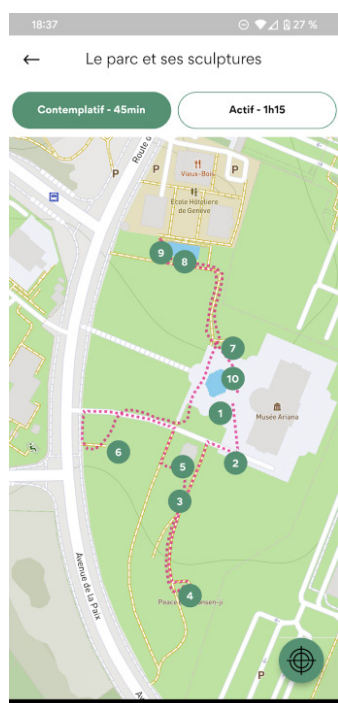 18:37
27 %
Le parc et ses sculptures
Contemplatif - 45min
Actif - 1h15
Route d
P
P
P
Vieux-Bois
École Hôtelière
de Genève
9
8
7
10
1
Musée Ariana
6
5
2
3
4
Avenue de la Paix
P